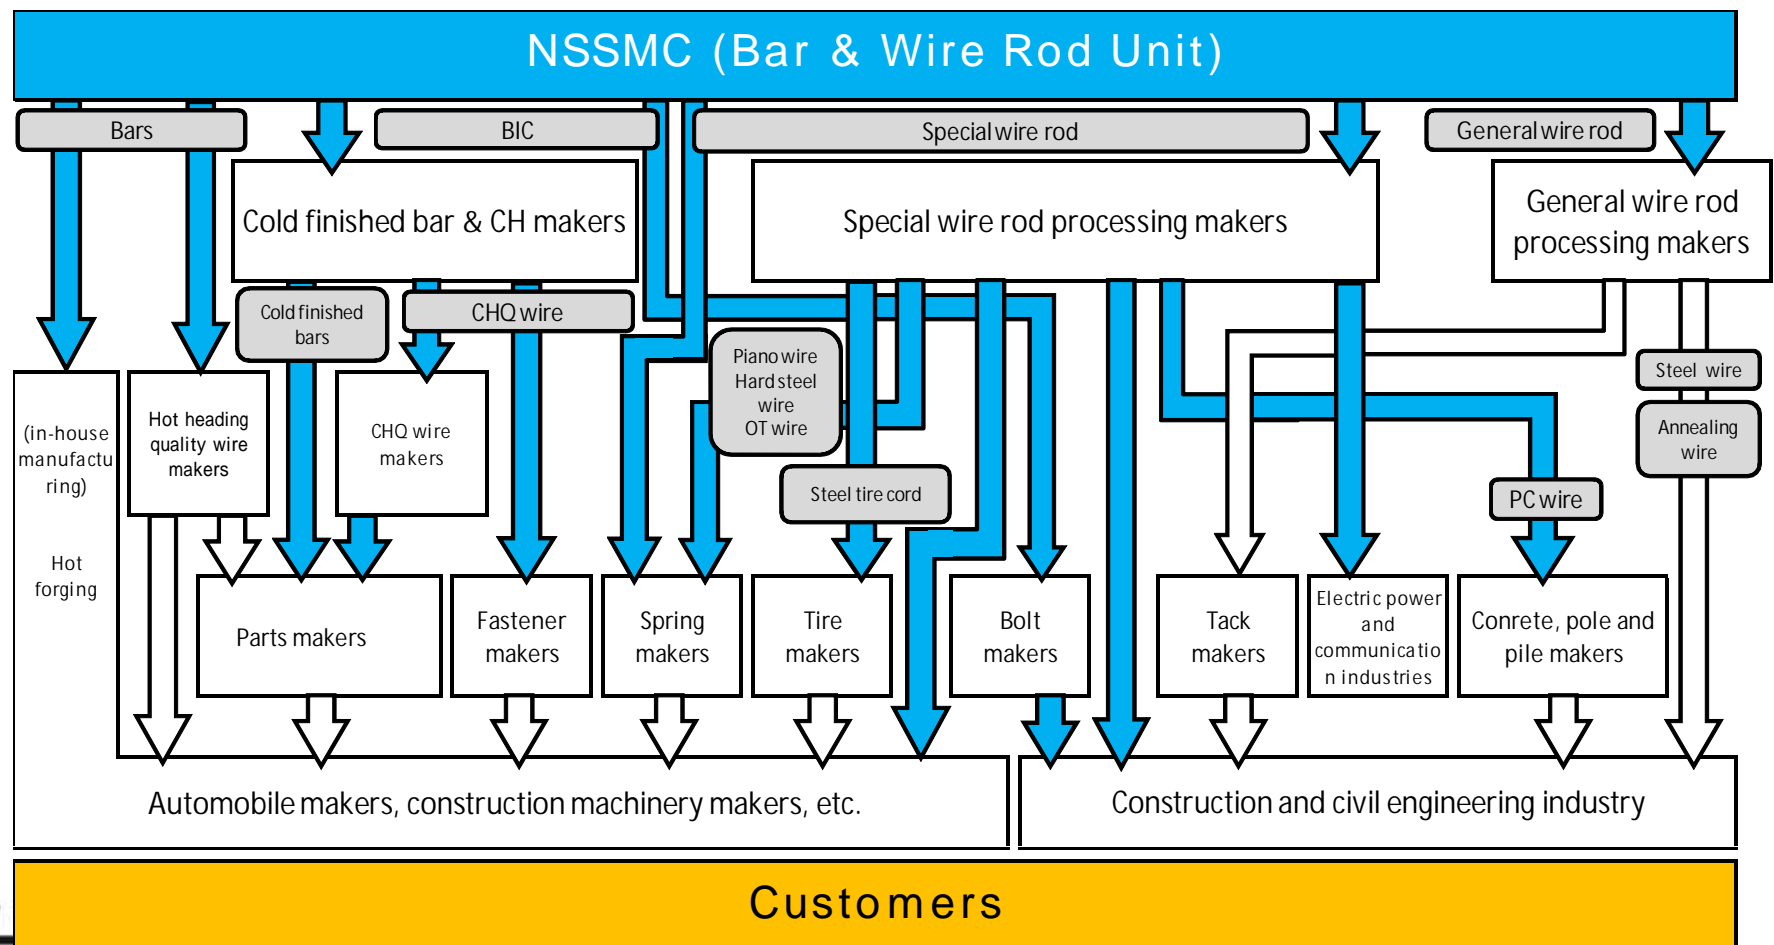 NSSMC (Bar & Wire Rod Unit)
Bars
BIC
Special wire rod
General wire rod
Cold finished bar & CH makers
Special wire rod processing makers
General wire rod
processing makers
Cold finished
bars
CHQ wire
Piano wire
Hard steel
wire
OT wire
Steel wire
Annealing
wire
(in-house
manufactu
ring)
Hot
forging
Hot heading
quality wire
makers
CHQ wire
makers
Steel tire cord
PC wire
Parts makers
Fastener
makers
Spring
makers
Tire
makers
Bolt
makers
Tack
makers
Electric power
and
communicatio
n industries
Conrete, pole and
pile makers
Automobile makers, construction machinery makers, etc.
Construction and civil engineering industry
Customers